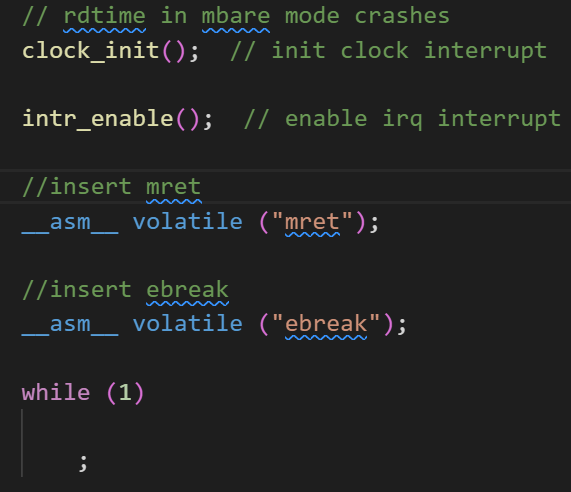 // rdtime in mbare mode crashes
clock_init();  // init clock interrupt
intr_enable();  // enable irq interrupt
//insert mret
__asm__ volatile ("mret");
//insert ebreak
__asm__ volatile ("ebreak");
while (1)
;